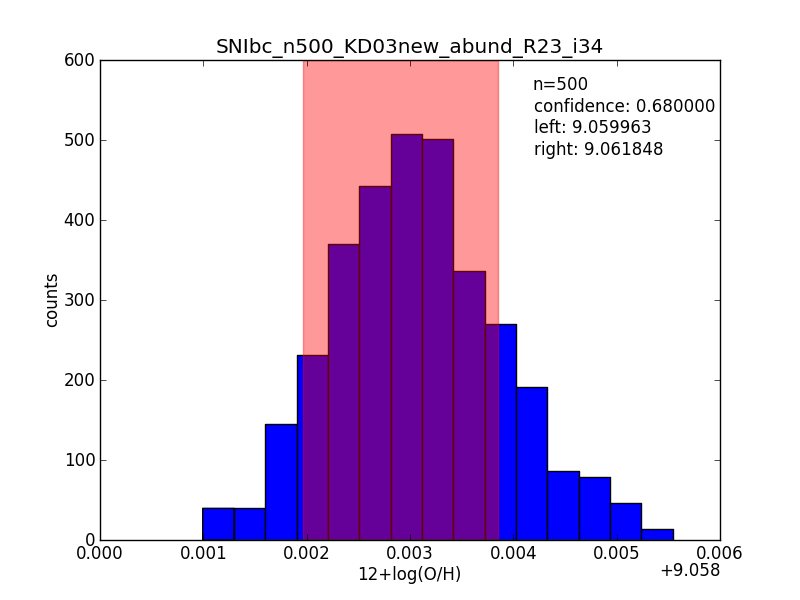 SNIbc_n500_KD03new_abund_R23_i34
n=500
confidence: 0.680000
left: 9.059963
right: 9.061848
600
500
400
300
200
100
0
counts
0.000 0.001 0.002 0.003 0.004 0.005 0.006
12+log(O/H)
+9.058